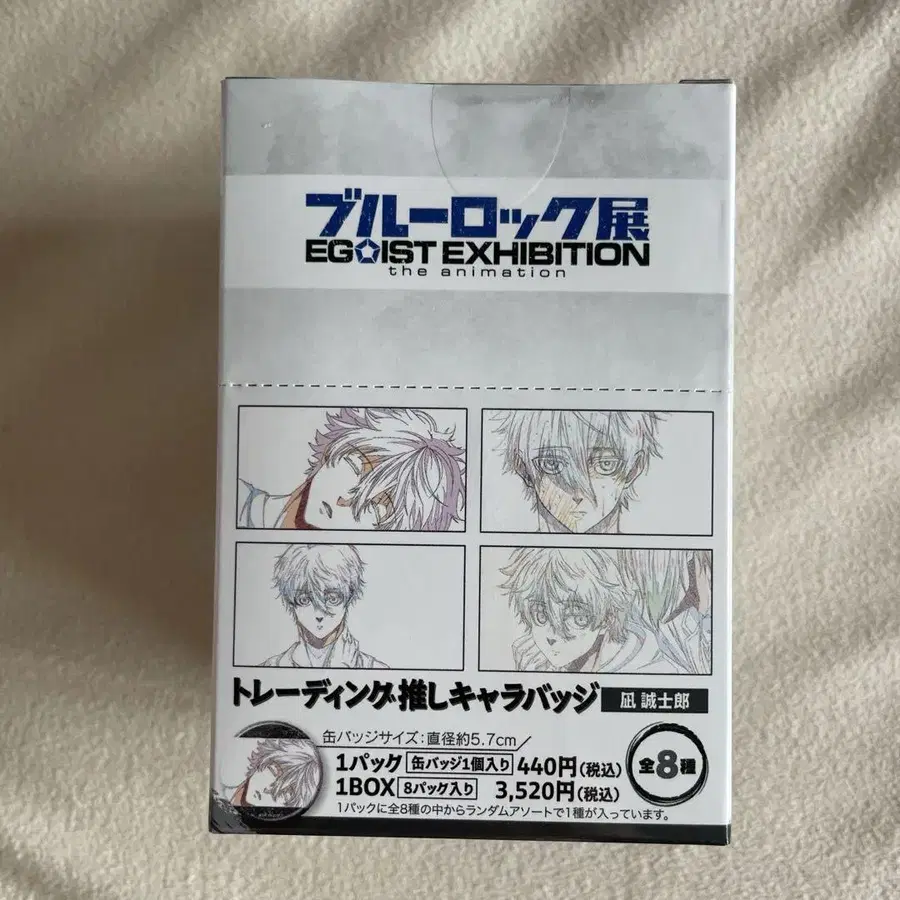 ブルーロック展
EGOIST EXHIBITION
the animation
トレーディング推しキャラバッジ 凪 誠士郎
缶バッジサイズ:直径約5.7cm
1パック 缶バッジ1個入り 440円(税込)
1BOX 8パック入り 3,520円(税込)
全8種
1パックに全8種の中からランダムアソートで1種が入っています。